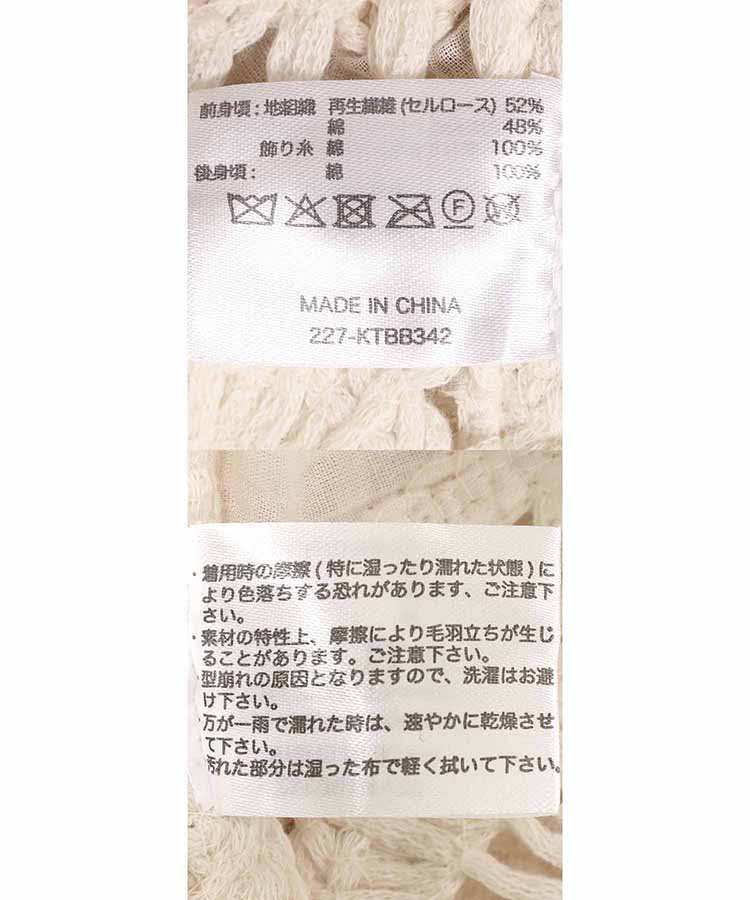 前身頃：地組織 再生繊維(セルロース) 52%
綿 48%
飾り糸 綿 100%
後身頃： 綿 100%
F
W
MADE IN CHINA
227-KTBB342
・着用時の摩擦(特に湿ったり濡れた状態)に
より色落ちする恐れがあります、ご注意下
さい。
・素材の特性上、摩擦により毛羽立ちが生じ
ることがあります。ご注意下さい。
・型崩れの原因となりますので、洗濯はお避
け下さい。
・万が一雨で濡れた時は、速やかに乾燥させ
て下さい。
汚れた部分は湿った布で軽く拭いて下さい。